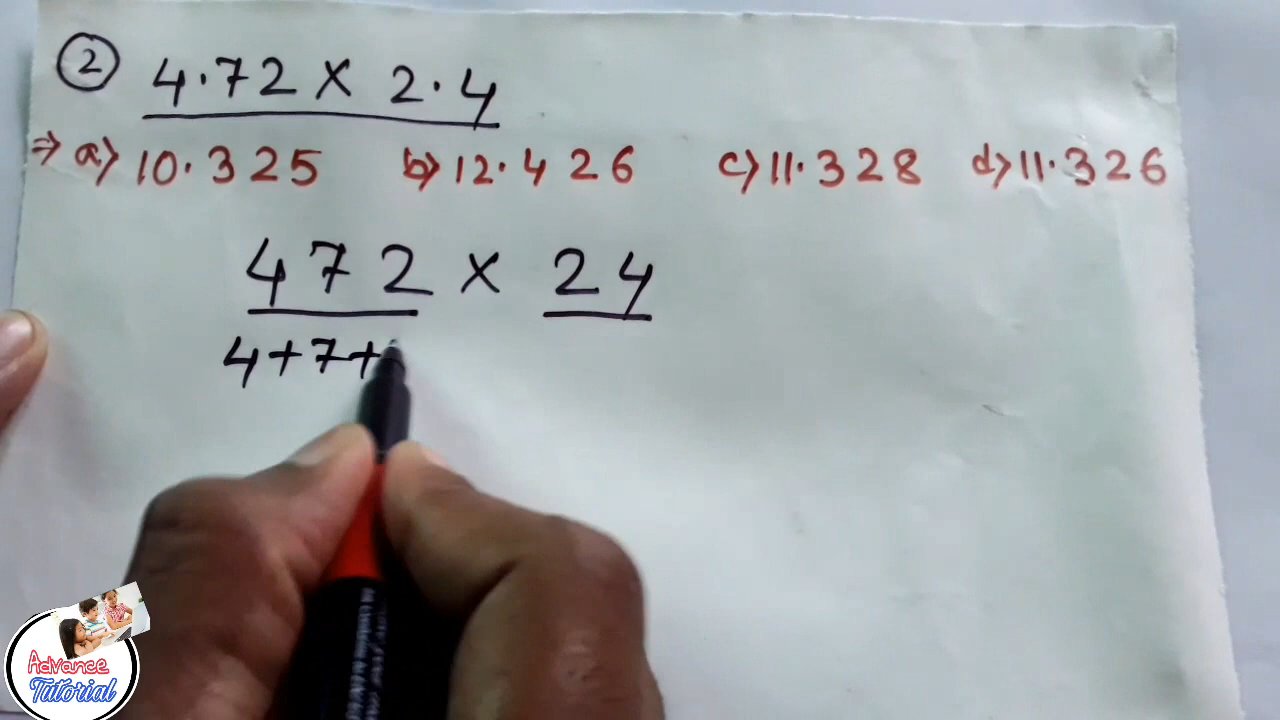 2 4.72 × 2.4
⇒ a) 10.325 b) 12.426 c) 11.328 d) 11.326
472 × 24
4+7+
Advance
Tutorial